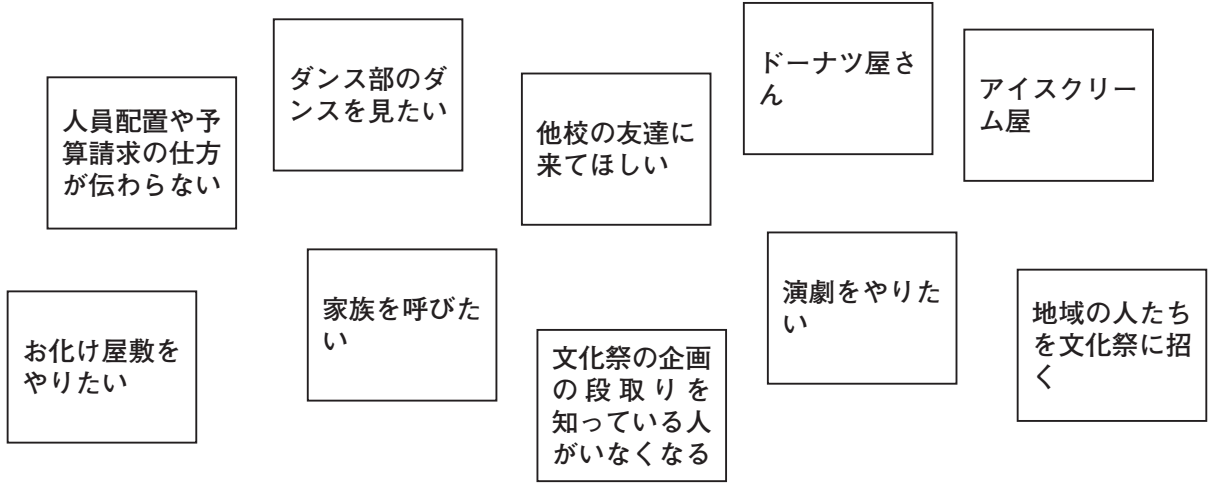 人員配置や予
算請求の仕方
が伝わらない
ダンス部のダ
ンスを見たい
他校の友達に
来てほしい
ドーナツ屋さ
ん
アイスクリー
ム屋
お化け屋敷を
やりたい
家族を呼びた
い
文化祭の企画
の段取りを
知っている人
がいなくなる
演劇をやりた
い
地域の人たち
を文化祭に招
く